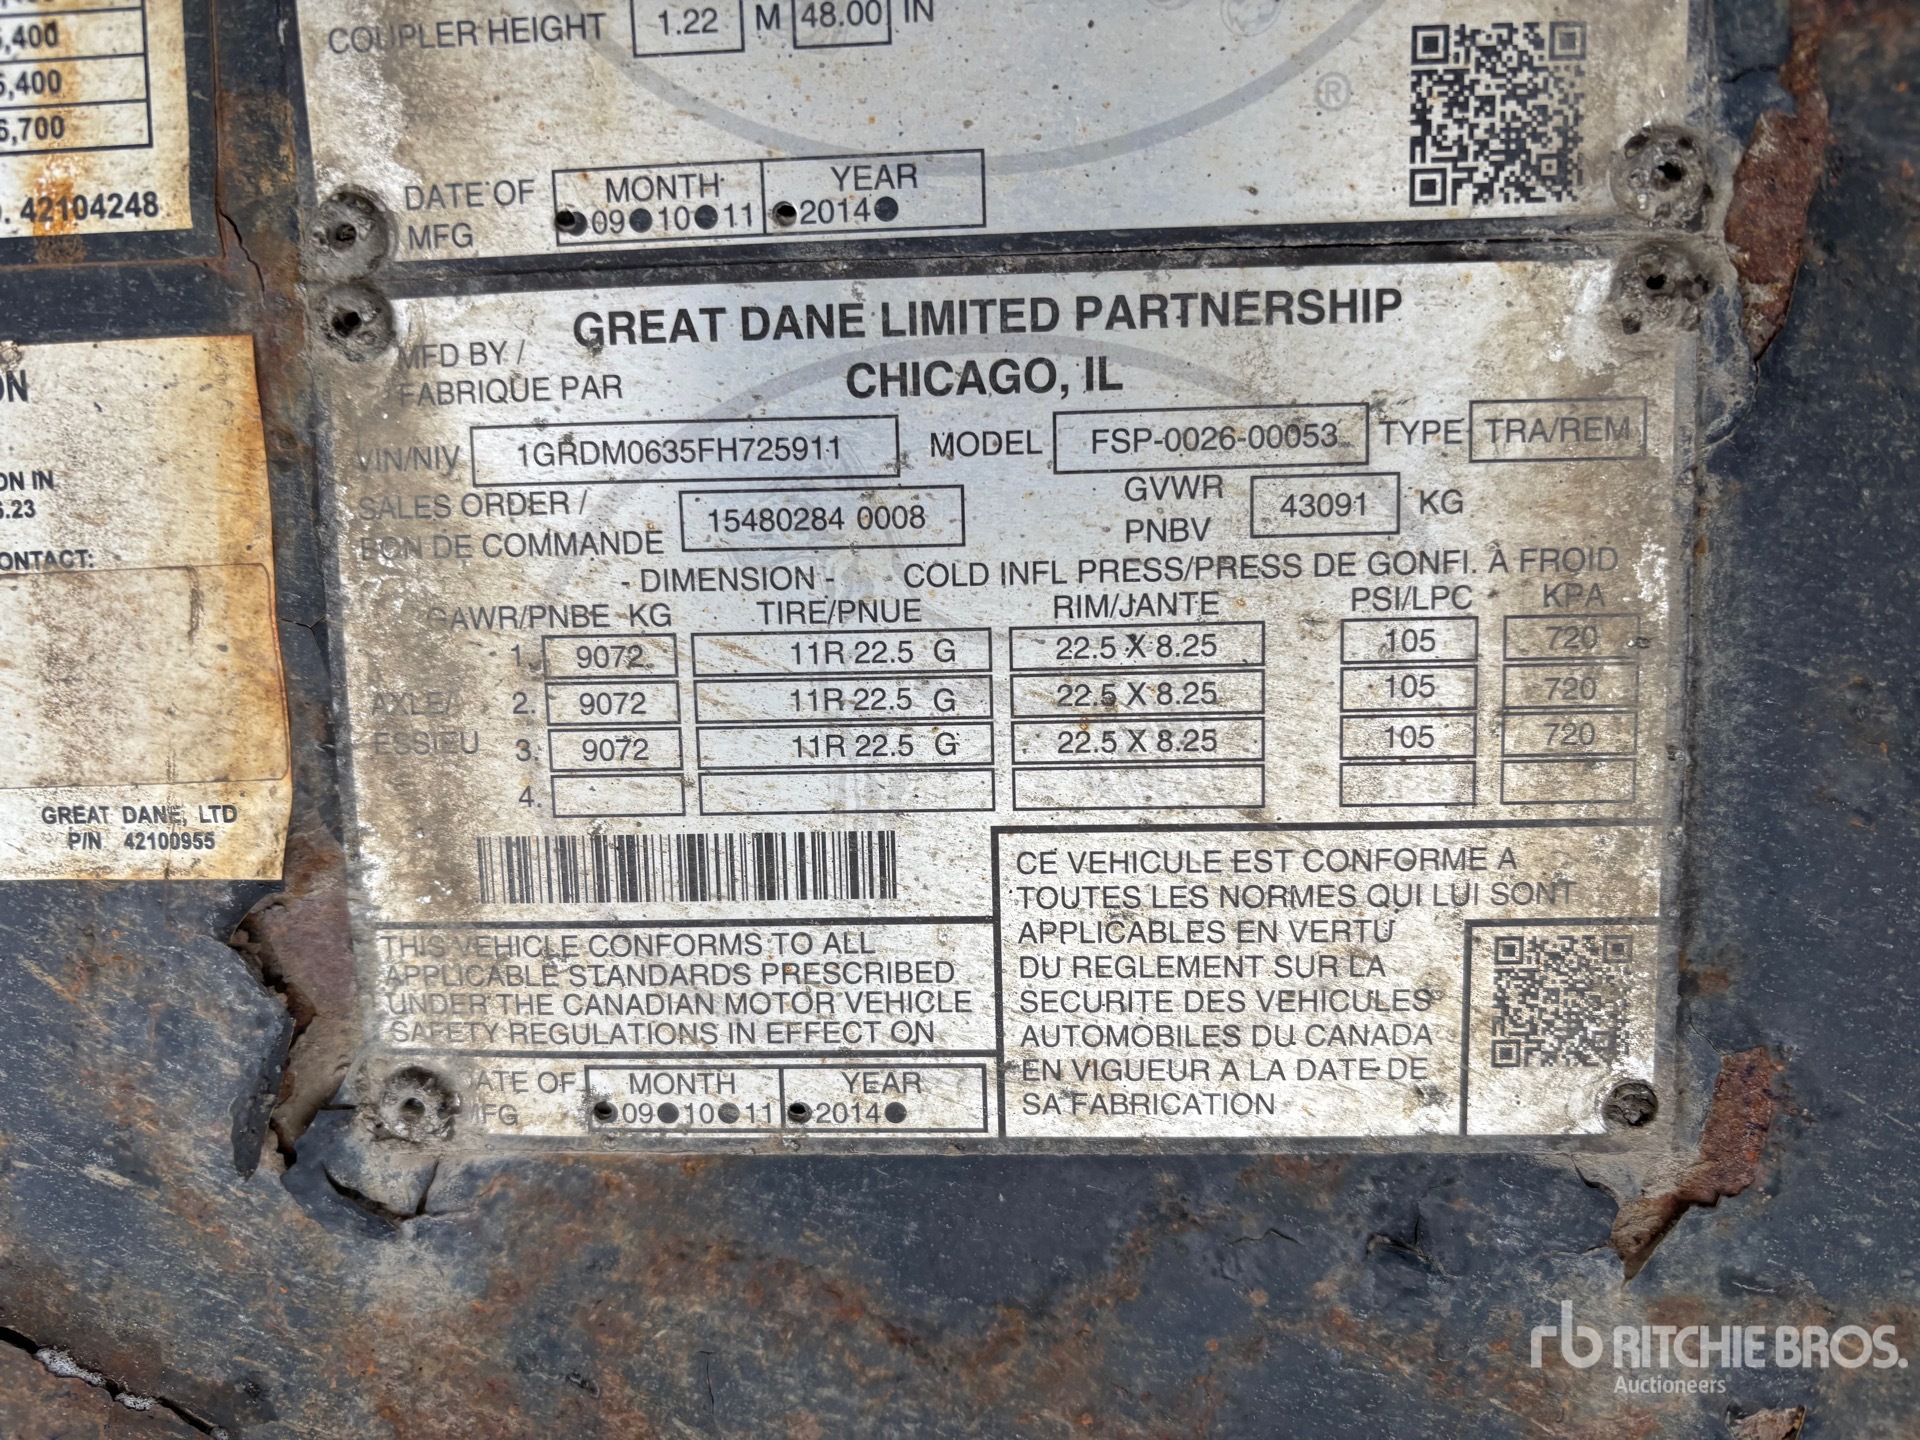 ,400
,400
6,700
42104248
COUPLER HEIGHT 1.22 M 48.00 IN
®
DATE OF MFG MONTH YEAR
09 10 11 2014
GREAT DANE LIMITED PARTNERSHIP
MFD BY /
FABRIQUE PAR
CHICAGO, IL
VIN/NIV 1GRDM0635FH725911 MODEL FSP-0026-00053 TYPE TRA/REM
SALES ORDER /
BON DE COMMANDE 15480284 0008
GVWR
PNBV 43091 KG
- DIMENSION - COLD INFL PRESS/PRESS DE GONFI. À FROID
GAWR/PNBE KG TIRE/PNUE RIM/JANTE PSI/LPC KPA
1. 9072 11R 22.5 G 22.5 X 8.25 105 720
AXLE/ 2. 9072 11R 22.5 G 22.5 X 8.25 105 720
ESSIEU 3. 9072 11R 22.5 G 22.5 X 8.25 105 720
4.
THIS VEHICLE CONFORMS TO ALL
APPLICABLE STANDARDS PRESCRIBED
UNDER THE CANADIAN MOTOR VEHICLE
SAFETY REGULATIONS IN EFFECT ON
ATE OF MONTH YEAR
MFG 09 10 11 2014
CE VEHICULE EST CONFORME A
TOUTES LES NORMES QUI LUI SONT
APPLICABLES EN VERTU
DU REGLEMENT SUR LA
SECURITE DES VEHICULES
AUTOMOBILES DU CANADA
EN VIGUEUR A LA DATE DE
SA FABRICATION
ON
ON IN
.23
ONTACT:
GREAT DANE, LTD
P/N 42100955
rb RITCHIE BROS.
Auctioneers